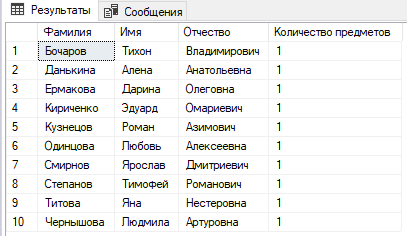 Результаты Сообщения
Фамилия Имя Отчество Количество предметов
1 Бочаров Тихон Владимирович 1
2 Данькина Алена Анатольевна 1
3 Ермакова Дарина Олеговна 1
4 Кириченко Эдуард Омариевич 1
5 Кузнецов Роман Азимович 1
6 Одинцова Любовь Алексеевна 1
7 Смирнов Ярослав Дмитриевич 1
8 Степанов Тимофей Романович 1
9 Титова Яна Нестеровна 1
10 Чернышова Людмила Артуровна 1